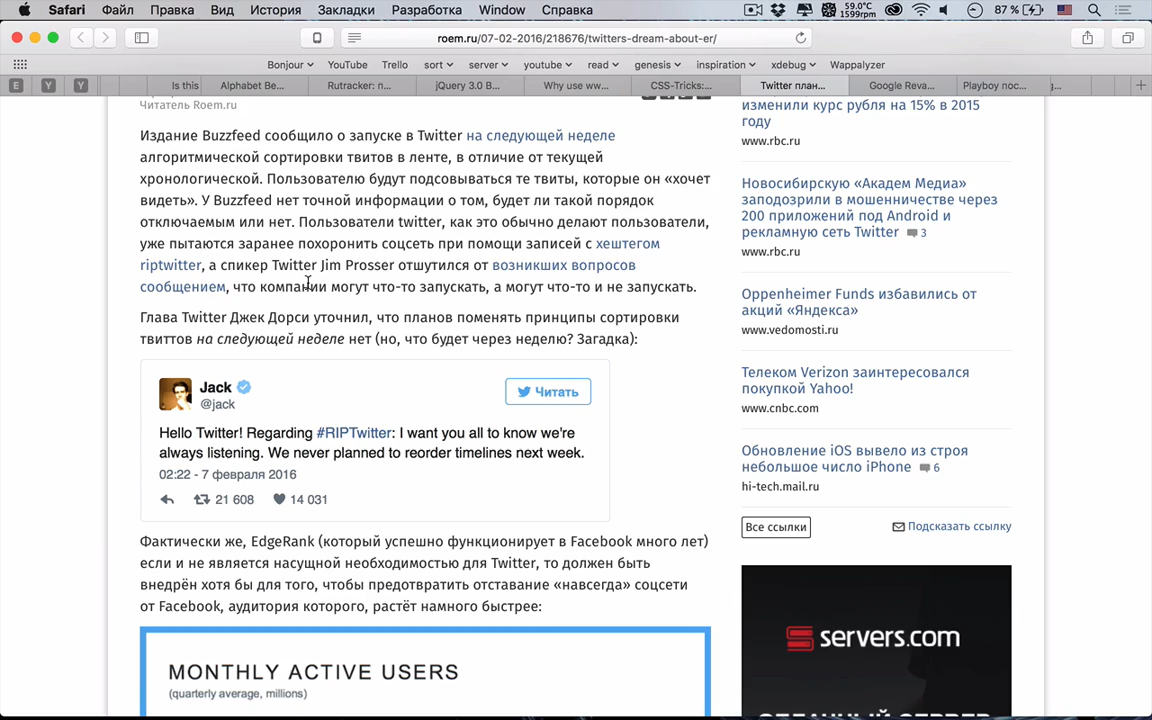 Safari Файл Правка Вид История Закладки Разработка Window Справка 59.0°C 1599rpm 87 %
roem.ru/07-02-2016/218676/twitters-dream-about-er/
Bonjour YouTube Trello sort server youtube read genesis inspiration xdebug Wappalyzer
E Y Y Is this Alphabet Be... Rutracker: п... jQuery 3.0 B... Why use ww... CSS-Tricks:... Twitter план... Google Reva... Playboy пос...
Читатель Roem.ru
Издание Buzzfeed сообщило о запуске в Twitter на следующей неделе
алгоритмической сортировки твитов в ленте, в отличие от текущей
хронологической. Пользователю будут подсовываться те твиты, которые он «хочет
видеть». У Buzzfeed нет точной информации о том, будет ли такой порядок
отключаемым или нет. Пользователи twitter, как это обычно делают пользователи,
уже пытаются заранее похоронить соцсеть при помощи записей с хештегом
riptwitter, а спикер Twitter Jim Prosser отшутился от возникших вопросов
сообщением, что компании могут что-то запускать, а могут что-то и не запускать.
Глава Twitter Джек Дорси уточнил, что планов поменять принципы сортировки
твиттов на следующей неделе нет (но, что будет через неделю? Загадка):
Jack
@jack
Читать
Hello Twitter! Regarding #RIPTwitter: I want you all to know we're
always listening. We never planned to reorder timelines next week.
02:22 - 7 февраля 2016
21 608 14 031
Фактически же, EdgeRank (который успешно функционирует в Facebook много лет)
если и не является насущной необходимостью для Twitter, то должен быть
внедрён хотя бы для того, чтобы предотвратить отставание «навсегда» соцсети
от Facebook, аудитория которого, растёт намного быстрее:
MONTHLY ACTIVE USERS
(quarterly average, millions)
изменили курс рубля на 15% в 2015
году
www.rbc.ru
Новосибирскую «Академ Медиа»
заподозрили в мошенничестве через
200 приложений под Android и
рекламную сеть Twitter 3
www.rbc.ru
Oppenheimer Funds избавились от
акций «Яндекса»
www.vedomosti.ru
Телеком Verizon заинтересовался
покупкой Yahoo!
www.cnbc.com
Обновление iOS вывело из строя
небольшое число iPhone 6
hi-tech.mail.ru
Все ссылки Подсказать ссылку
servers.com